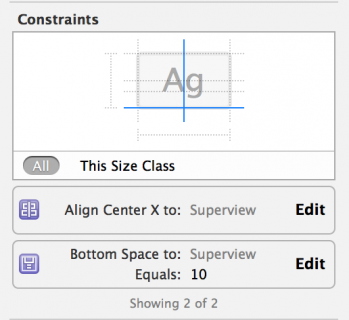 Constraints
Ag
All This Size Class
Align Center X to: Superview Edit
Bottom Space to: Superview
Equals: 10 Edit
Showing 2 of 2